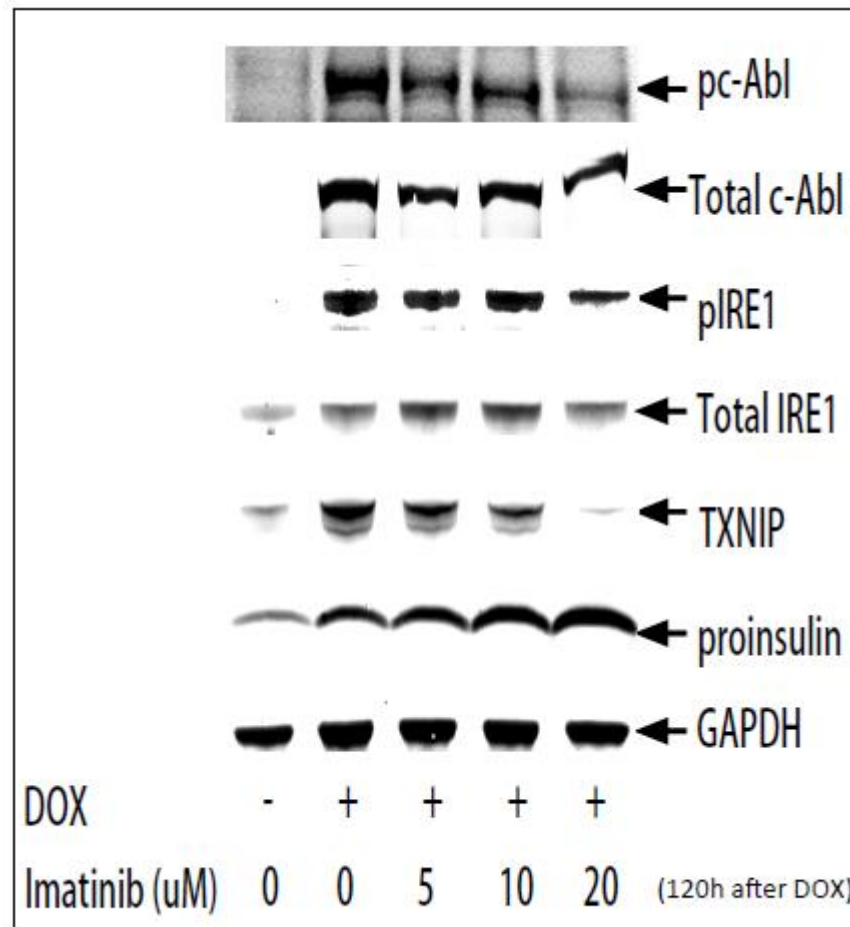 pc-Abl
Total c-Abl
pIRE1
Total IRE1
TXNIP
proinsulin
GAPDH
DOX - + + + +
Imatinib (uM) 0 0 5 10 20 (120h after DOX)